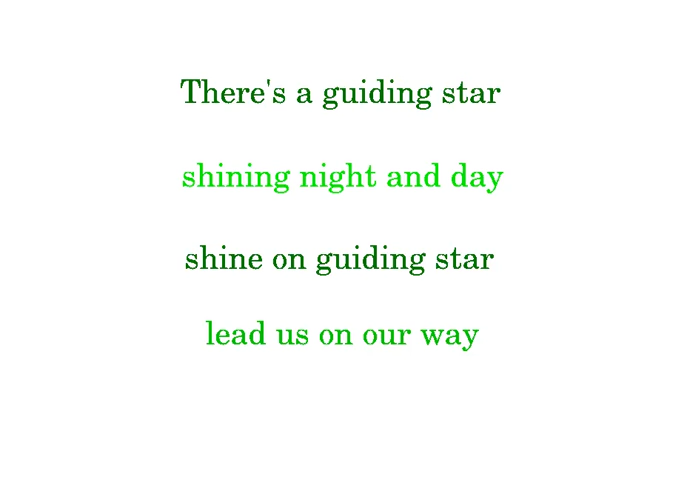 There's a guiding star
shining night and day
shine on guiding star
lead us on our way